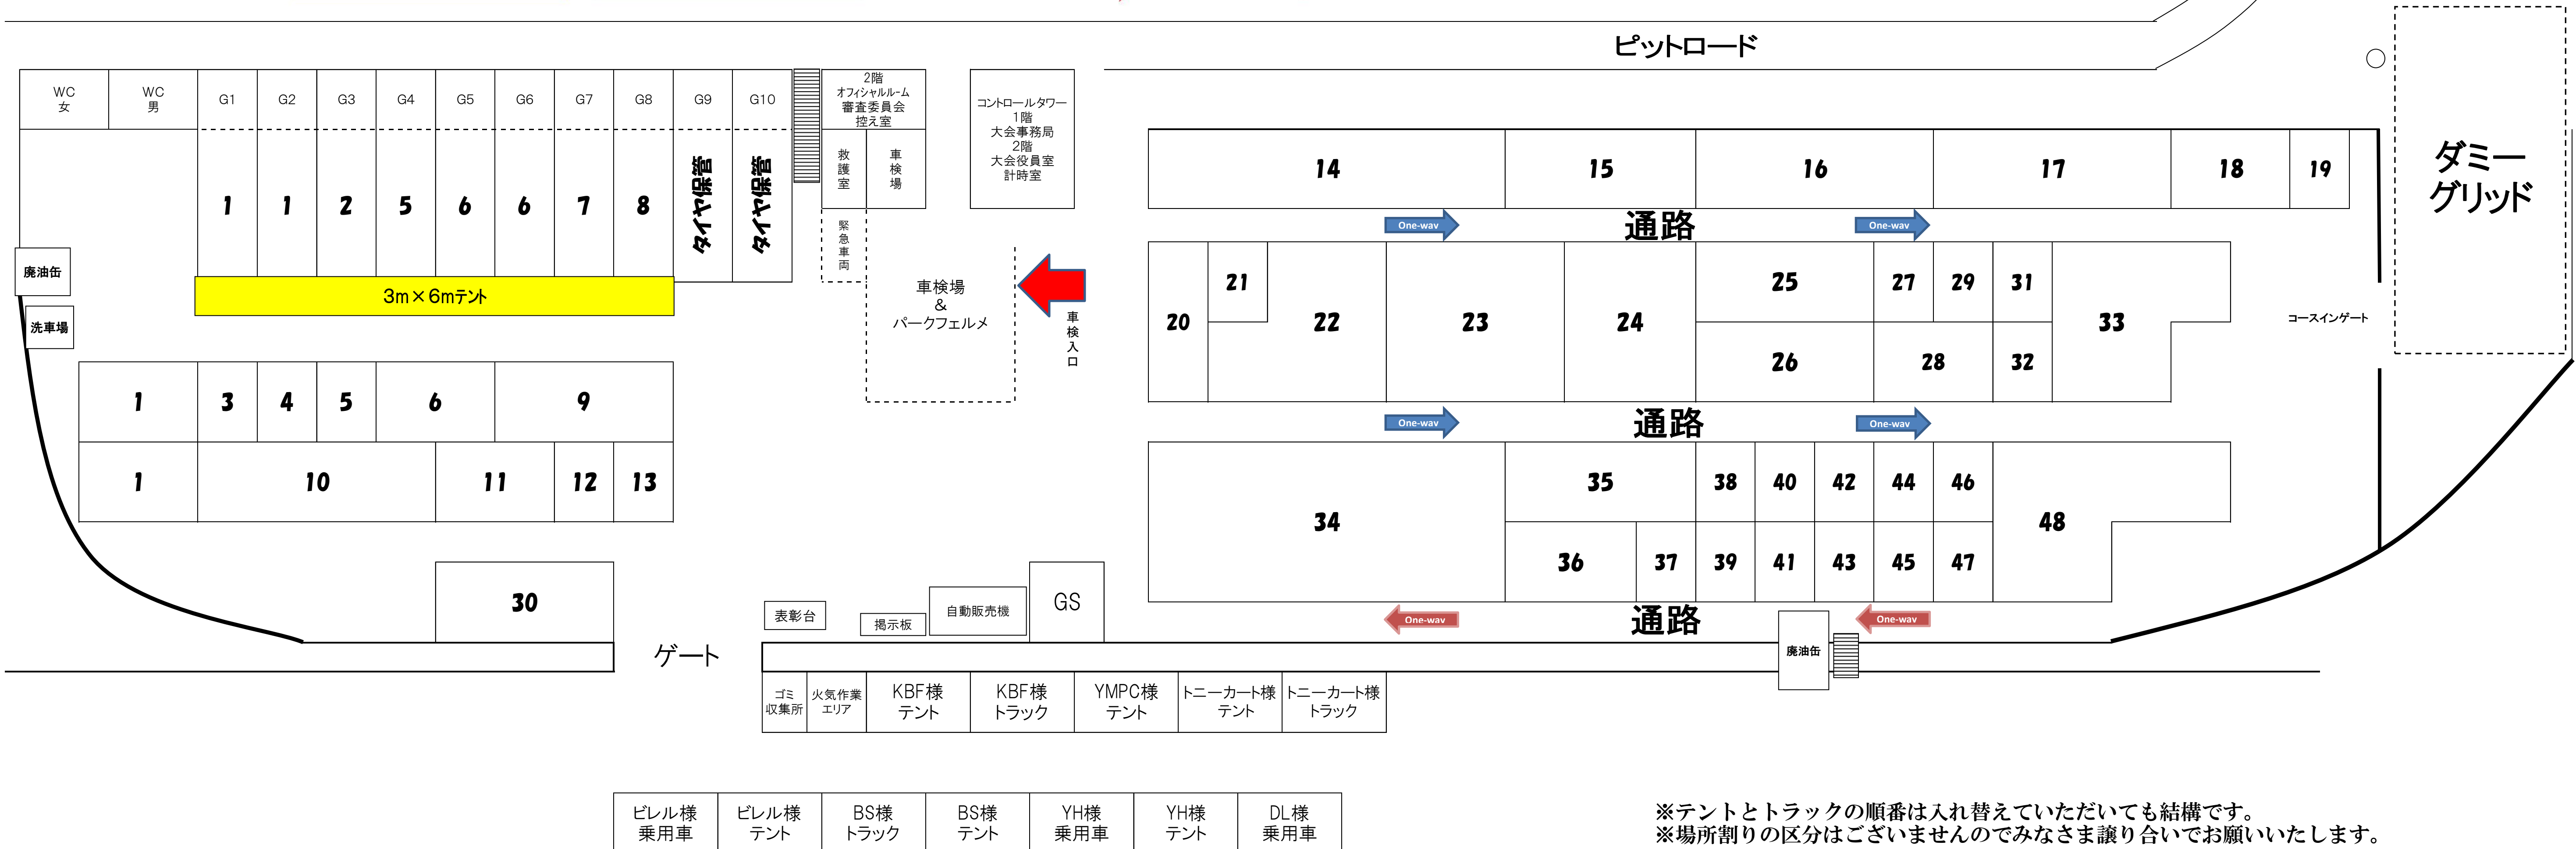 ピットロード
WC
女
WC
男
G1
G2
G3
G4
G5
G6
G7
G8
G9
G10
2階
オフィシャルルーム
審査委員会
控え室
コントロールタワー
1階
大会事務局
2階
大会役員室
計時室
救護室
車検場
緊急車両
1
1
2
5
6
6
7
8
タイヤ保管
タイヤ保管
14
15
16
17
18
19
ダミー
グリッド
One-way
通路
One-way
廃油缶
洗車場
3m×6mテント
車検場
&
パークフェルメ
車検入口
20
21
22
23
24
25
26
27
28
29
31
32
33
コースインゲート
1
3
4
5
6
9
One-way
通路
One-way
1
10
11
12
13
34
35
36
37
38
39
40
41
42
43
44
45
46
47
48
30
表彰台
掲示板
自動販売機
GS
One-way
通路
One-way
ゲート
廃油缶
ゴミ
収集所
火気作業
エリア
KBF様
テント
KBF様
トラック
YMPC様
テント
トニーカート様
テント
トニーカート様
トラック
ビレル様
乗用車
ビレル様
テント
BS様
トラック
BS様
テント
YH様
乗用車
YH様
テント
DL様
乗用車
※テントとトラックの順番は入れ替えていただいても結構です。
※場所割りの区分はございませんのでみなさま譲り合いでお願いいたします。